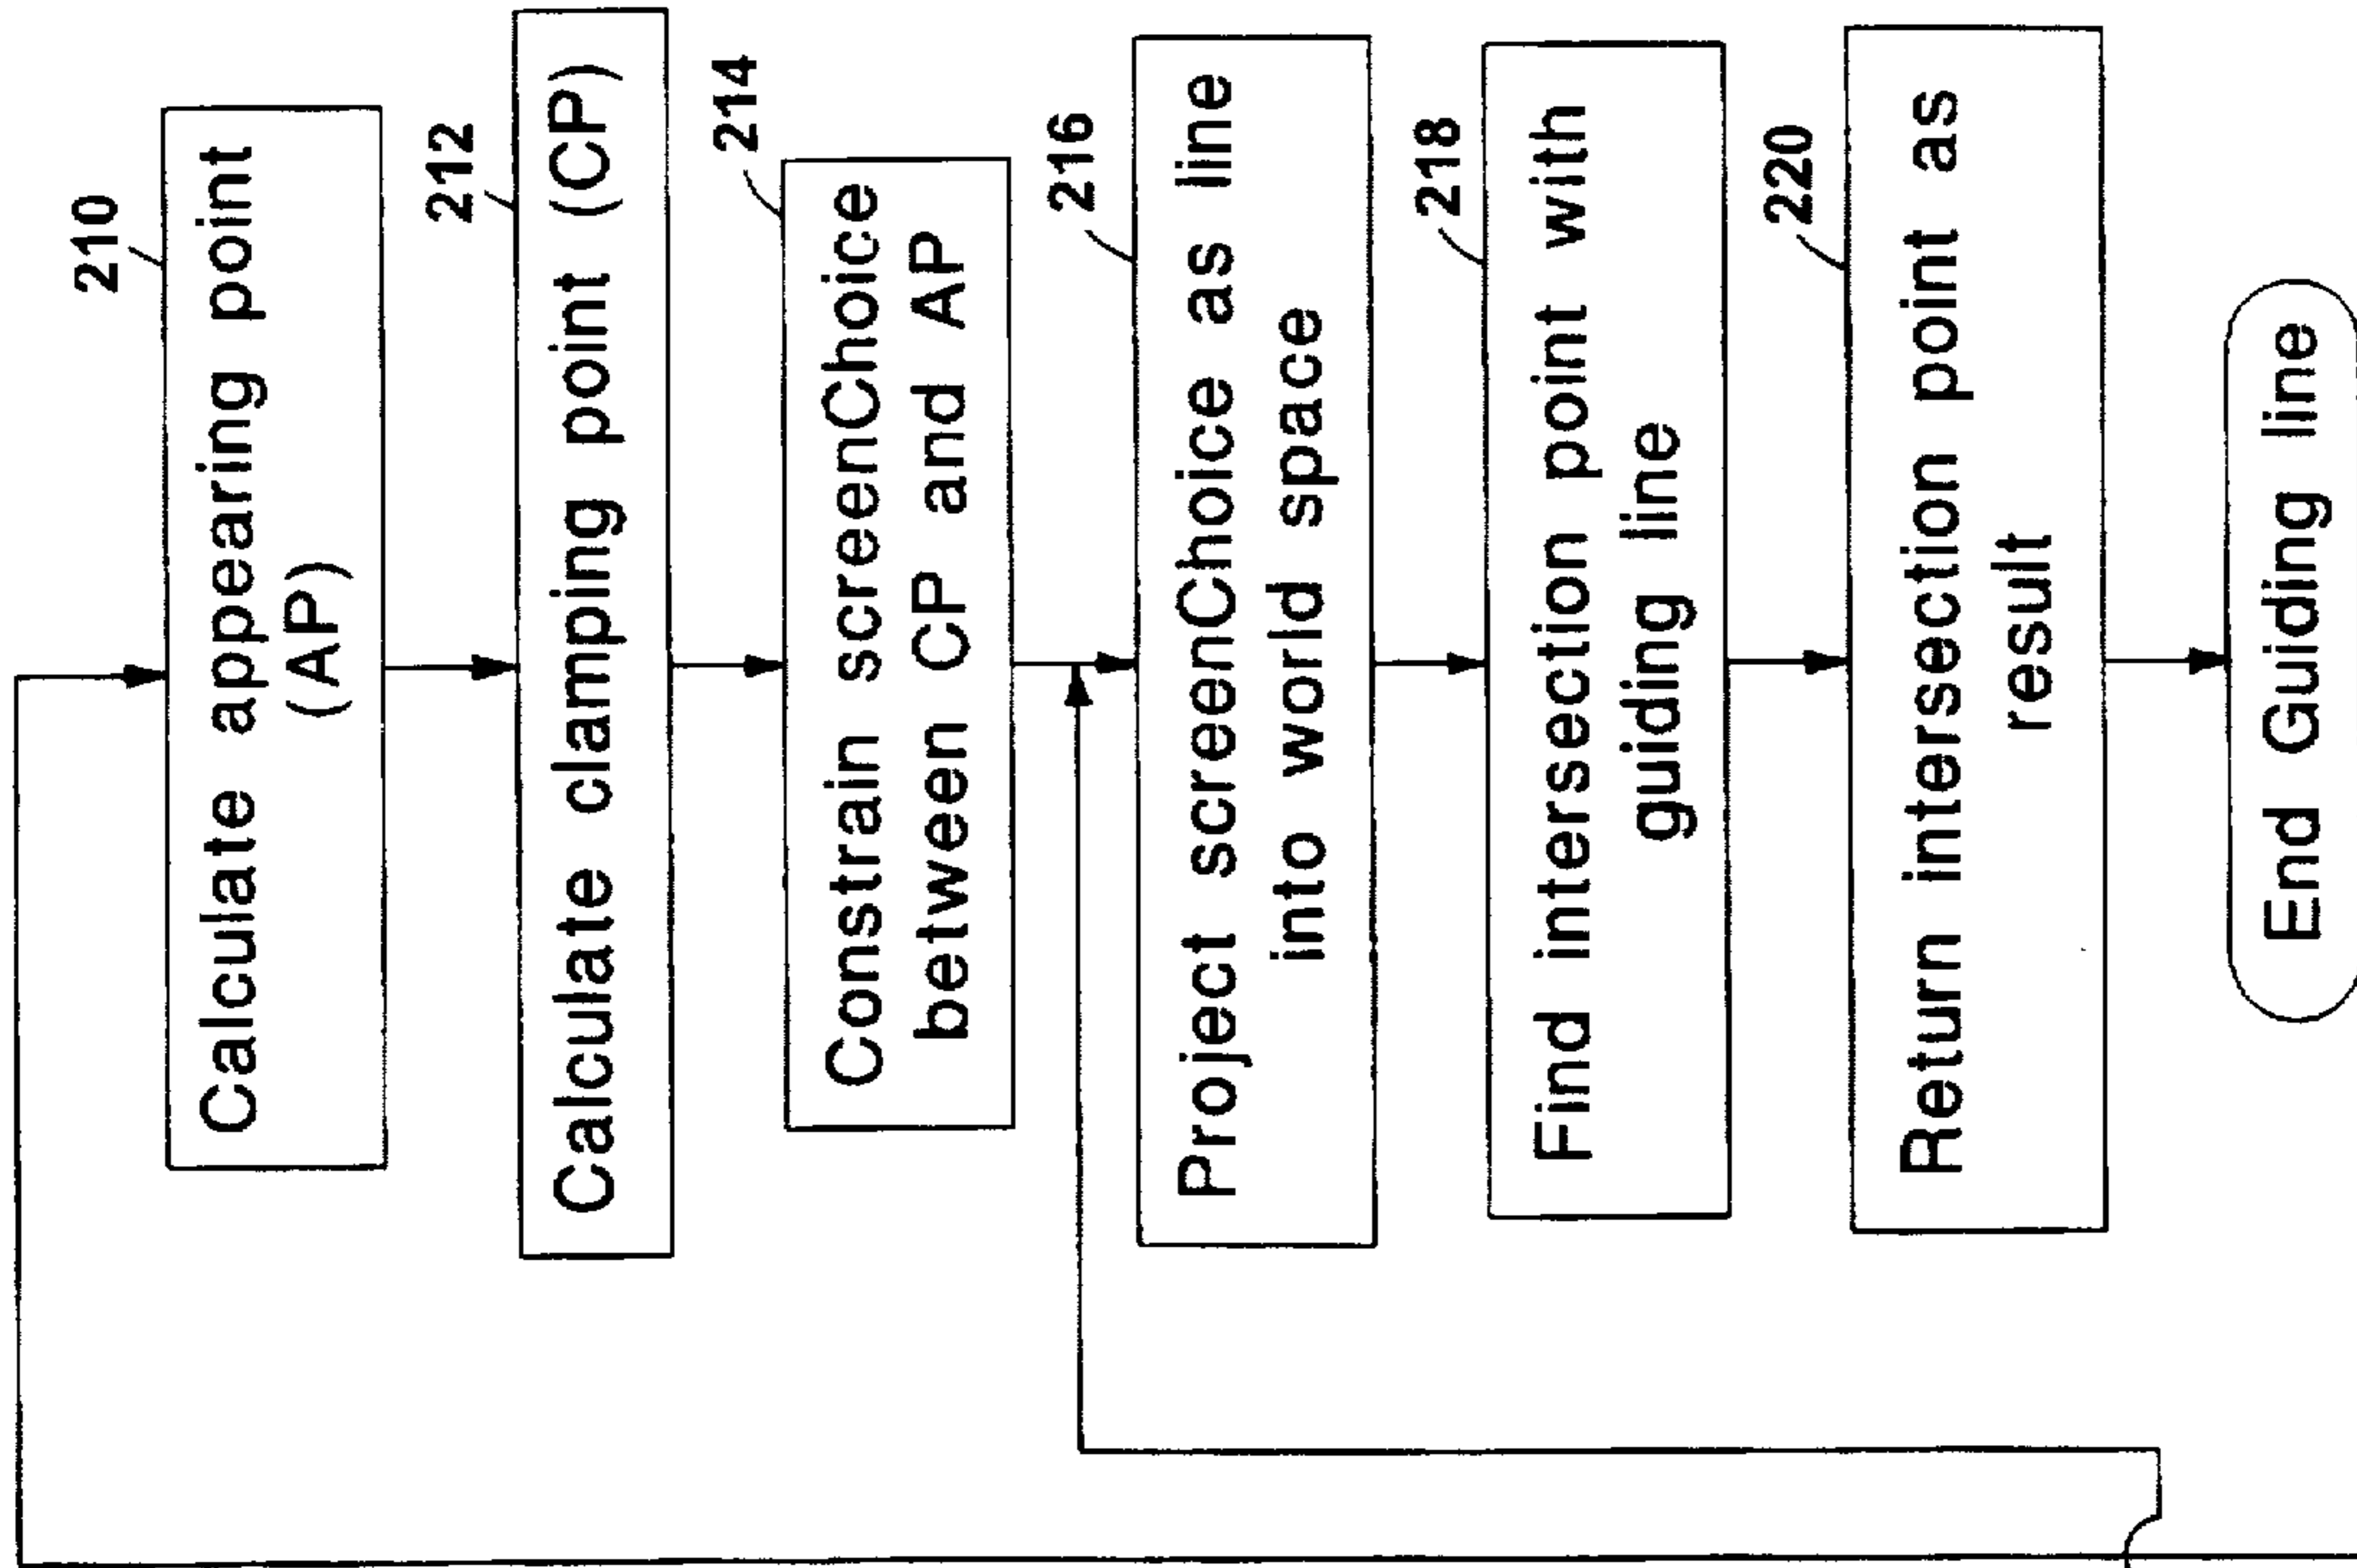 210
Calculate appearing point
(AP)
212
Calculate clamping point (CP)
214
Constrain screenChoice
between CP and AP
216
Project screenChoice as line
into world space
218
Find intersection point with
guiding line
220
Return intersection point as
result
End Guiding line